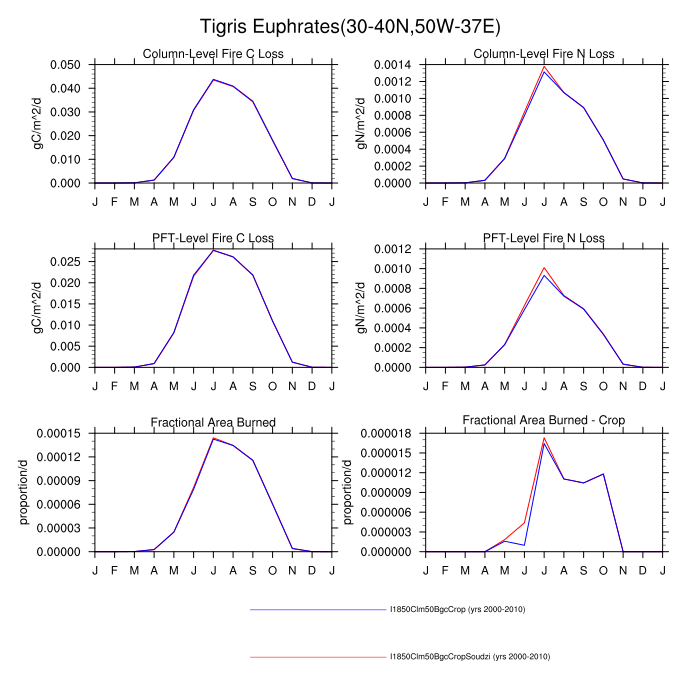 Tigris Euphrates(30-40N,50W-37E)
Column-Level Fire C Loss
gC/m^2/d
0.050
0.040
0.030
0.020
0.010
0.000
J F M A M J J A S O N D J
Column-Level Fire N Loss
gN/m^2/d
0.0014
0.0012
0.0010
0.0008
0.0006
0.0004
0.0002
0.0000
J F M A M J J A S O N D J
PFT-Level Fire C Loss
gC/m^2/d
0.025
0.020
0.015
0.010
0.005
0.000
J F M A M J J A S O N D J
PFT-Level Fire N Loss
gN/m^2/d
0.0012
0.0010
0.0008
0.0006
0.0004
0.0002
0.0000
J F M A M J J A S O N D J
Fractional Area Burned
proportion/d
0.00015
0.00012
0.00009
0.00006
0.00003
0.00000
J F M A M J J A S O N D J
Fractional Area Burned - Crop
proportion/d
0.000018
0.000015
0.000012
0.000009
0.000006
0.000003
0.000000
J F M A M J J A S O N D J
I1850Clm50BgcCrop (yrs 2000-2010)
I1850Clm50BgcCropSoudzi (yrs 2000-2010)